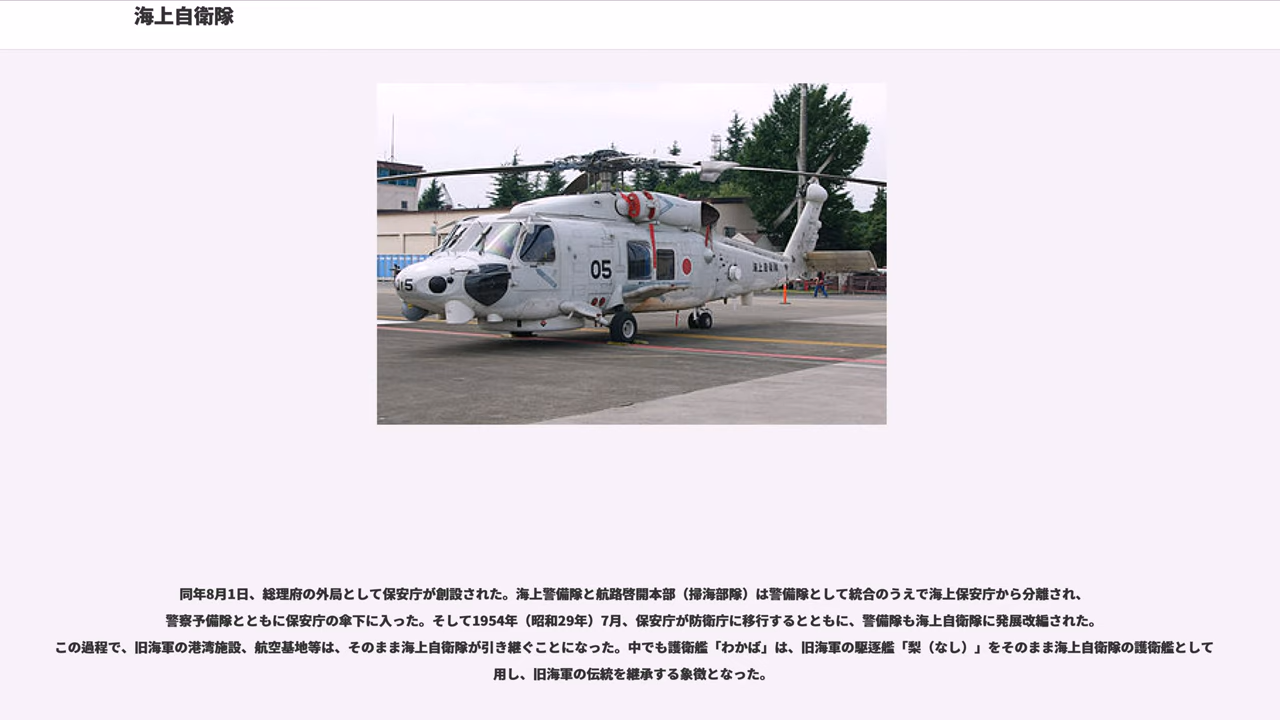 海上自衛隊
05
15
海上自衛隊
同年8月1日、総理府の外局として保安庁が創設された。海上警備隊と航路啓開本部（掃海部隊）は警備隊として統合のうえで海上保安庁から分離され、
警察予備隊とともに保安庁の傘下に入った。そして1954年（昭和29年）7月、保安庁が防衛庁に移行するとともに、警備隊も海上自衛隊に発展改編された。
この過程で、旧海軍の港湾施設、航空基地等は、そのまま海上自衛隊が引き継ぐことになった。中でも護衛艦「わかば」は、旧海軍の駆逐艦「梨（なし）」をそのまま海上自衛隊の護衛艦として
用し、旧海軍の伝統を継承する象徴となった。